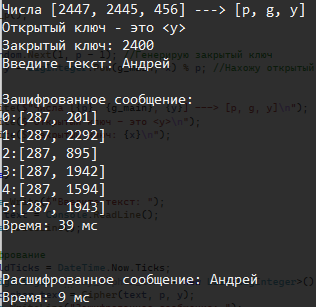 Числа [2447, 2445, 456] ---> [p, g, y]
Открытый ключ - это <y>
Закрытый ключ: 2400
Введите текст: Андрей
Зашифрованное сообщение:
0:[287, 201]
1:[287, 2292]
2:[287, 895]
3:[287, 1942]
4:[287, 1594]
5:[287, 1943]
Время: 39 мс
Расшифрованное сообщение: Андрей
Время: 9 мс